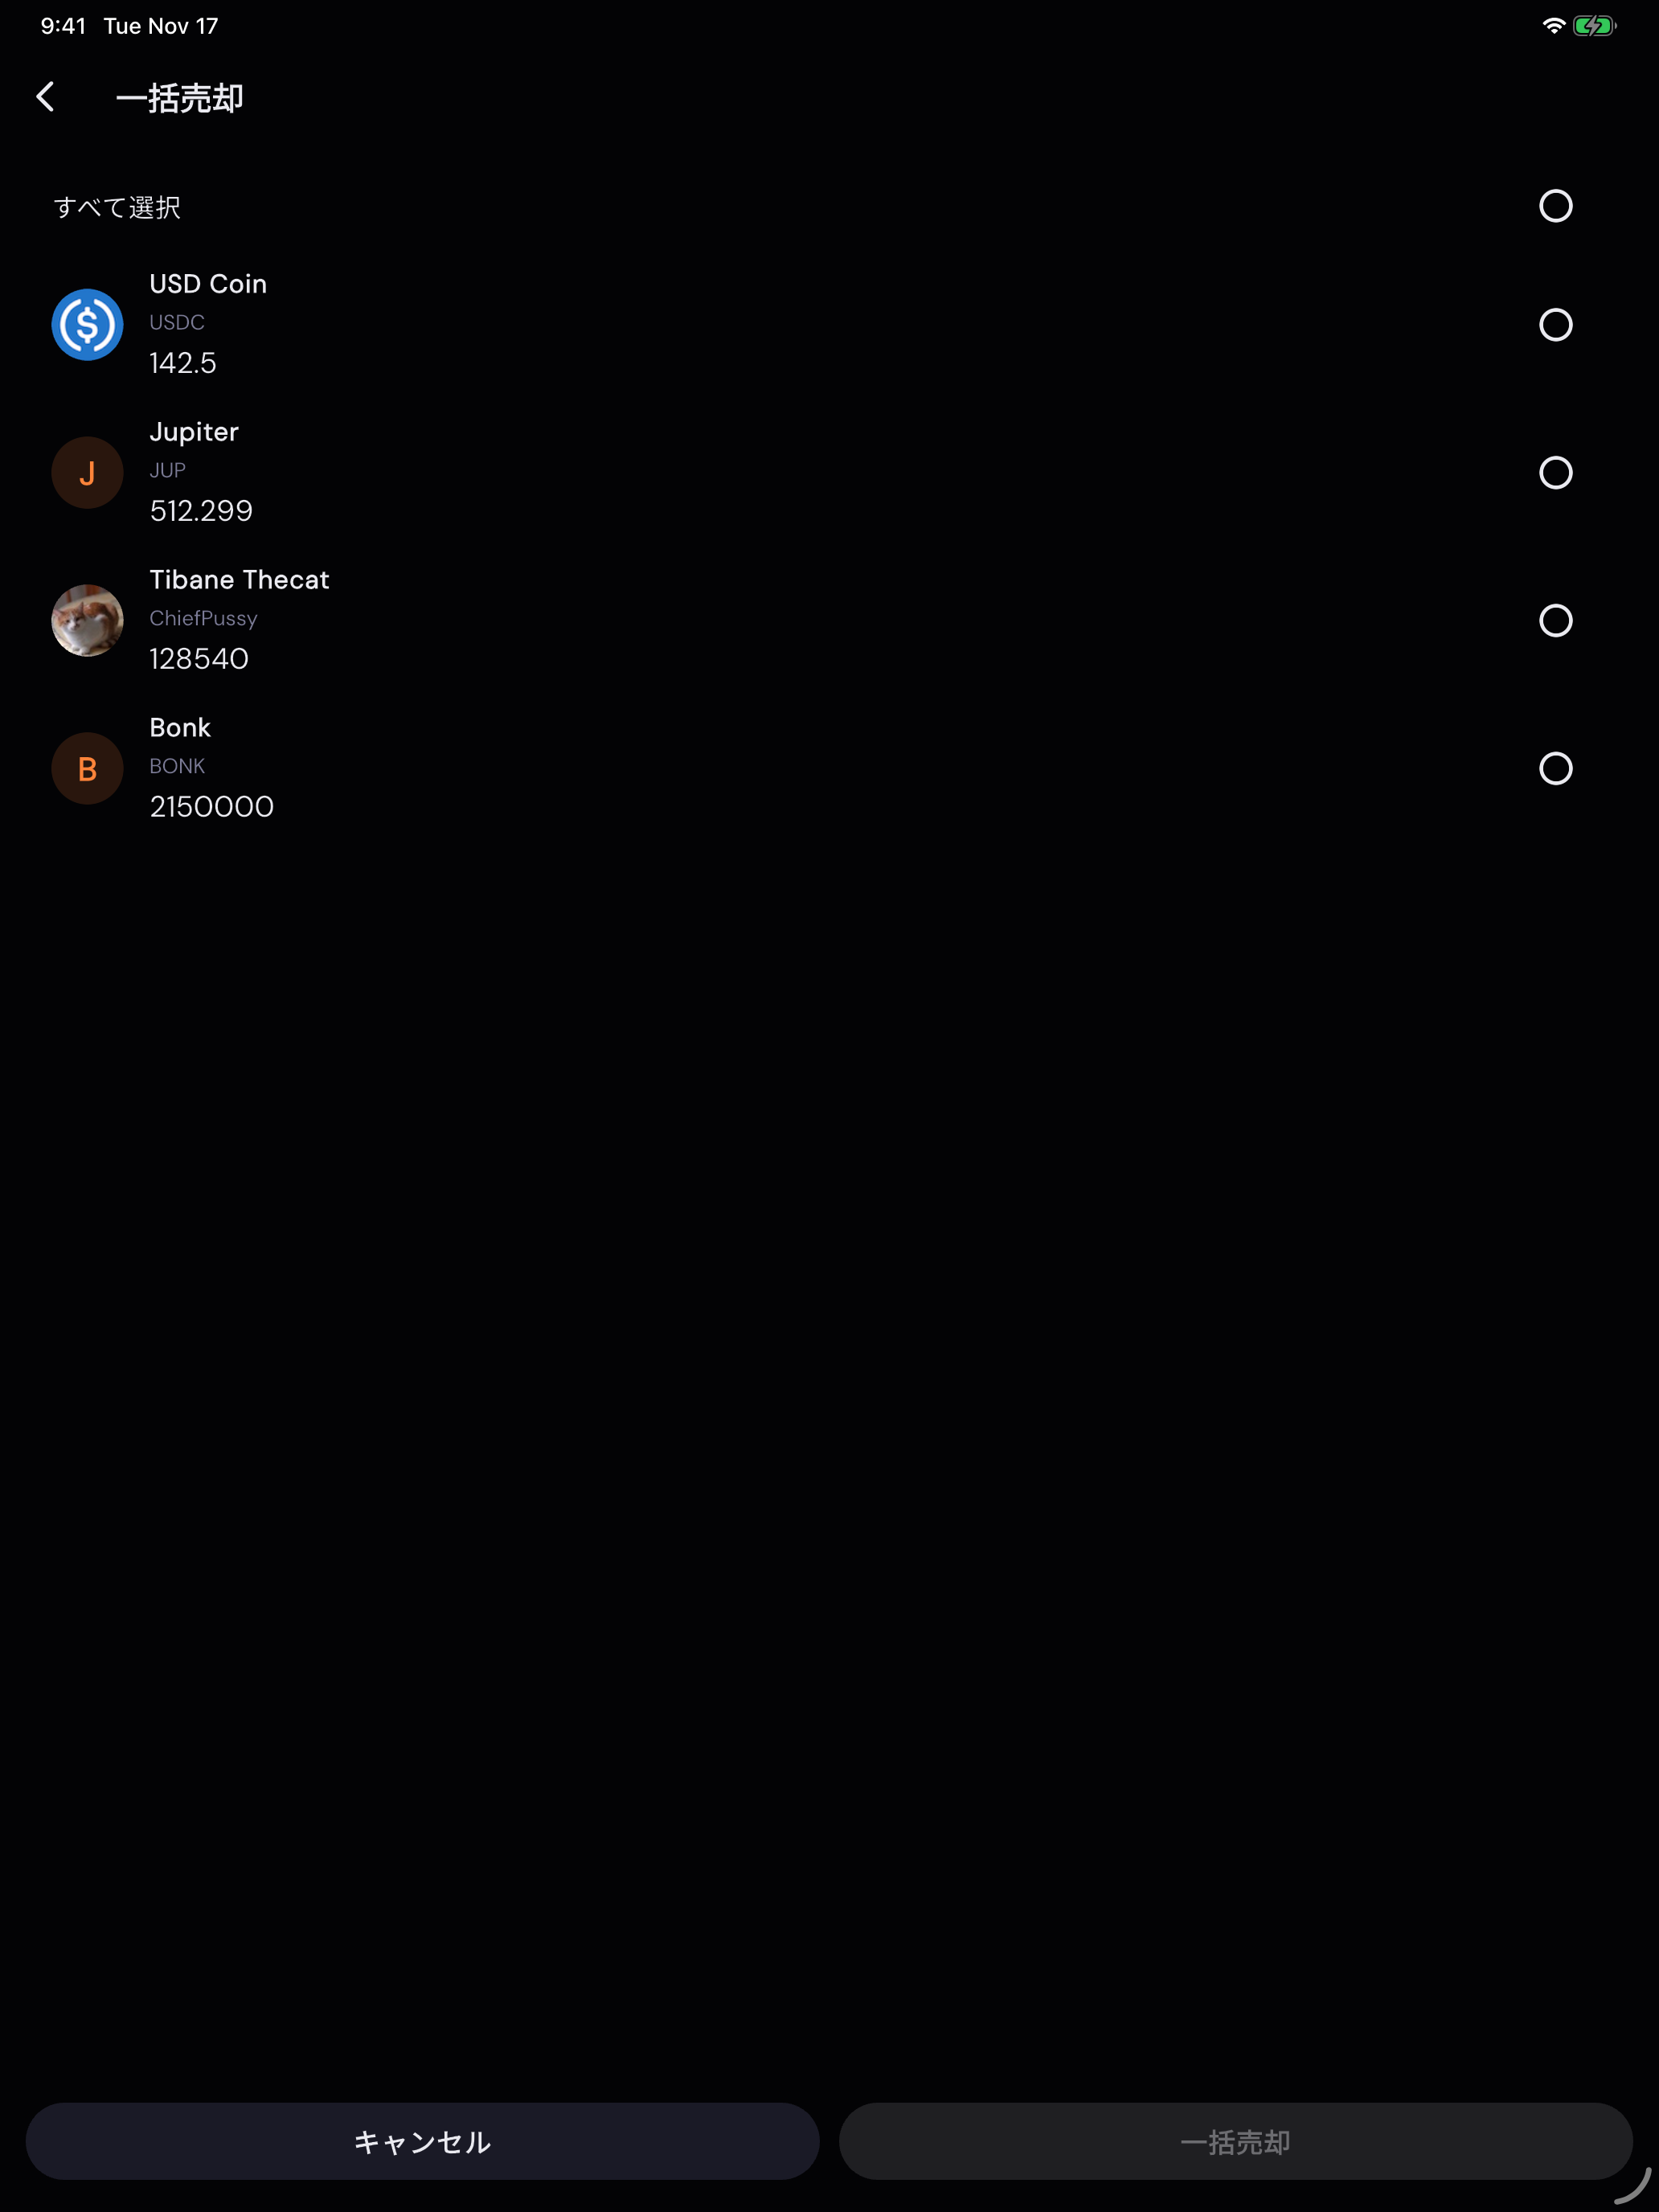 9:41 Tue Nov 17
一括売却
すべて選択
USD Coin
USDC
142.5
J
Jupiter
JUP
512.299
Tibane Thecat
ChiefPussy
128540
B
Bonk
BONK
2150000
キャンセル
一括売却